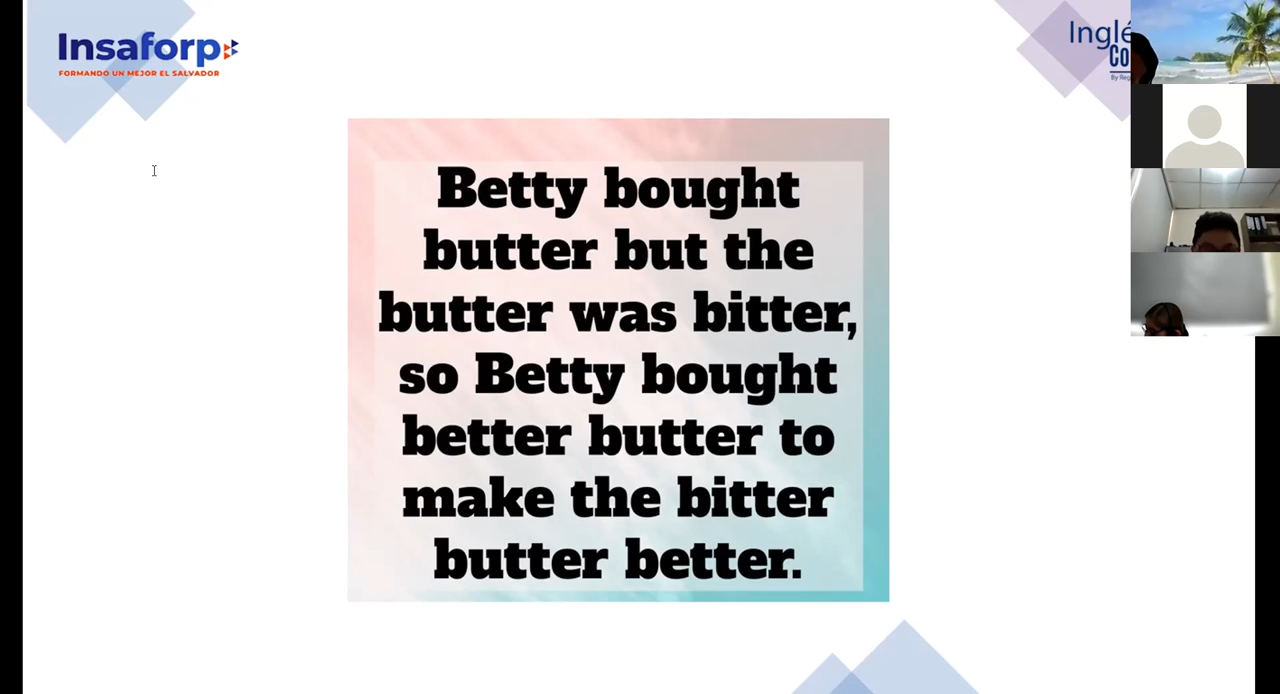 Insaforp
FORMANDO UN MEJOR EL SALVADOR
Betty bought
butter but the
butter was bitter,
so Betty bought
better butter to
make the bitter
butter better.
By